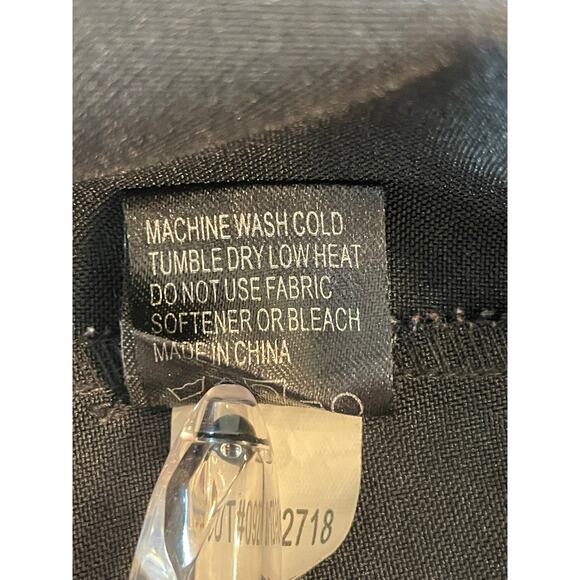 MACHINE WASH COLD
TUMBLE DRY LOW HEAT
DO NOT USE FABRIC
SOFTENER OR BLEACH
MADE IN CHINA
2718